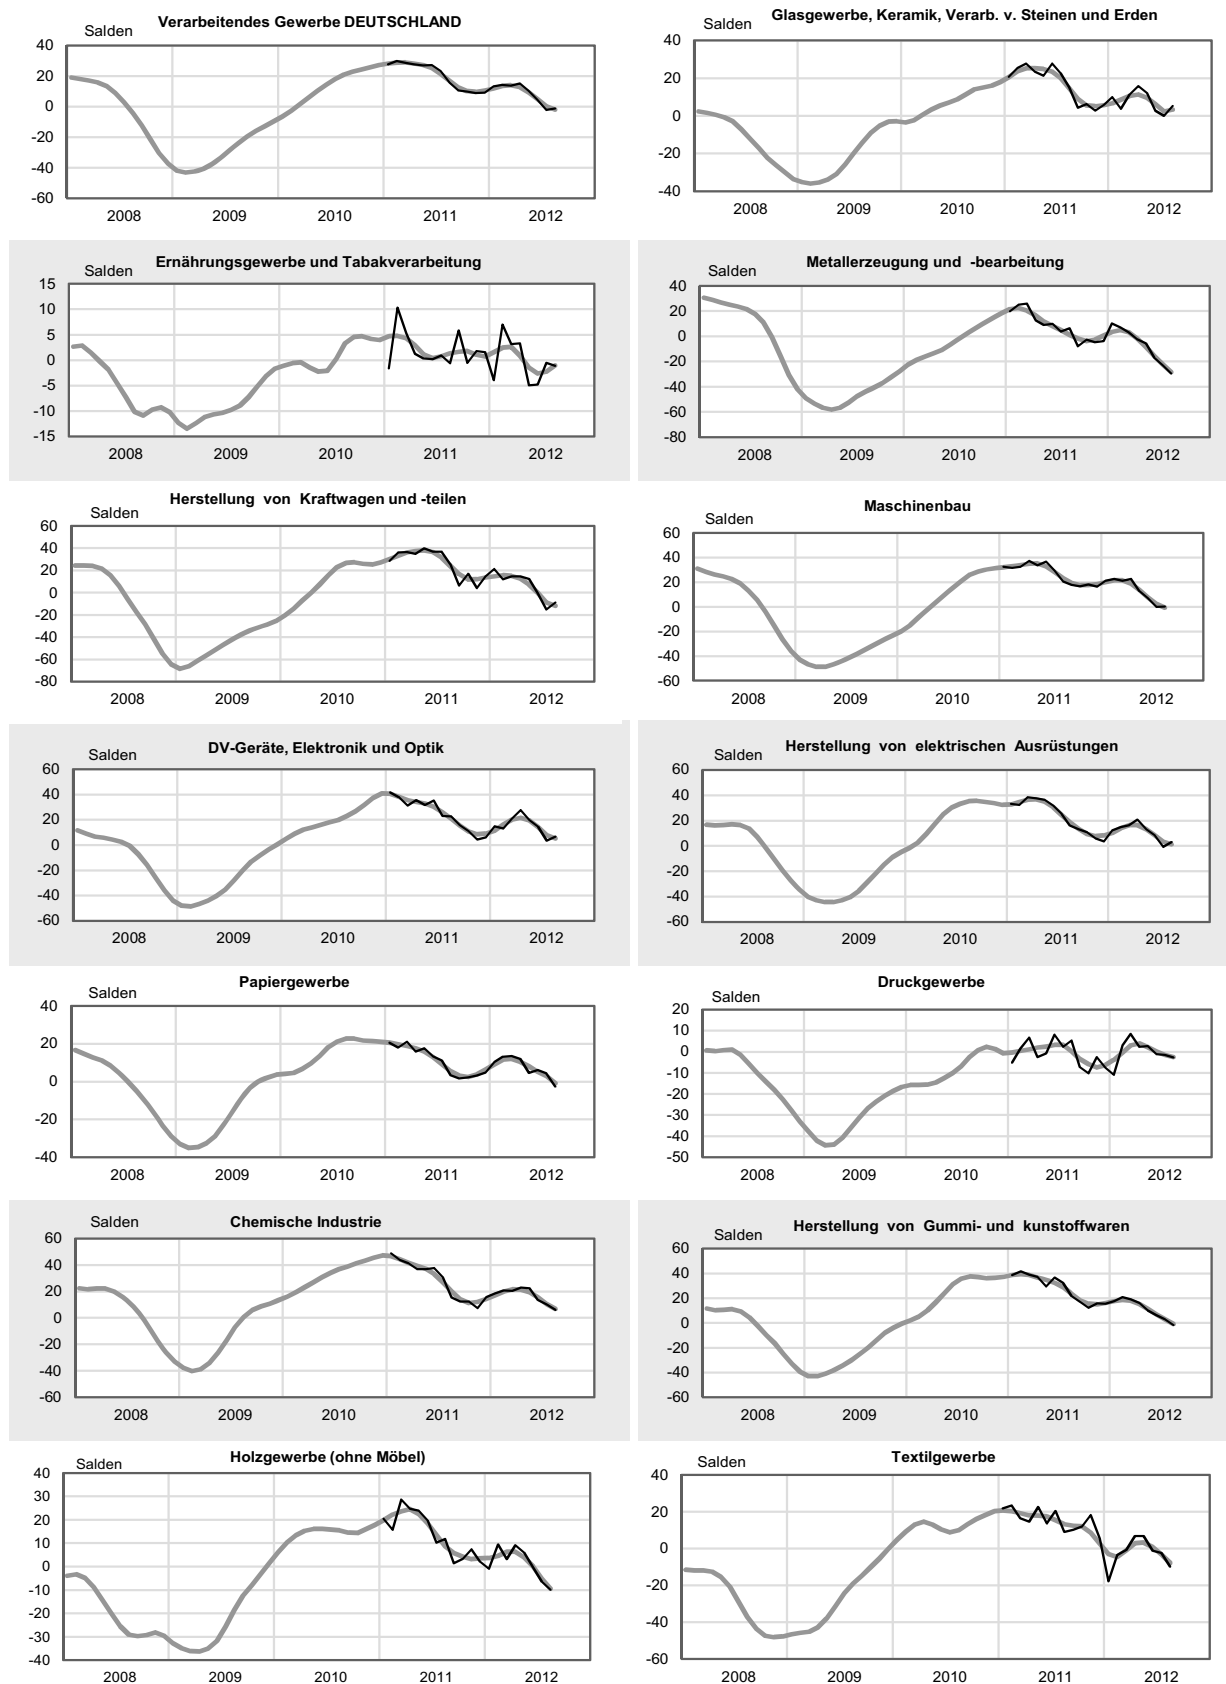 Verarbeitendes Gewerbe DEUTSCHLAND
Salden
40
20
0
-20
-40
-60
2008 2009 2010 2011 2012
Glasgewerbe, Keramik, Verarb. v. Steinen und Erden
Salden
40
20
0
-20
-40
2008 2009 2010 2011 2012
Ernährungsgewerbe und Tabakverarbeitung
Salden
15
10
5
0
-5
-10
-15
2008 2009 2010 2011 2012
Metallerzeugung und -bearbeitung
Salden
40
20
0
-20
-40
-60
-80
2008 2009 2010 2011 2012
Herstellung von Kraftwagen und -teilen
Salden
60
40
20
0
-20
-40
-60
-80
2008 2009 2010 2011 2012
Maschinenbau
Salden
60
40
20
0
-20
-40
-60
2008 2009 2010 2011 2012
DV-Geräte, Elektronik und Optik
Salden
60
40
20
0
-20
-40
-60
2008 2009 2010 2011 2012
Herstellung von elektrischen Ausrüstungen
Salden
60
40
20
0
-20
-40
-60
2008 2009 2010 2011 2012
Papiergewerbe
Salden
40
20
0
-20
-40
2008 2009 2010 2011 2012
Druckgewerbe
Salden
20
10
0
-10
-20
-30
-40
-50
2008 2009 2010 2011 2012
Chemische Industrie
Salden
60
40
20
0
-20
-40
-60
2008 2009 2010 2011 2012
Herstellung von Gummi- und kunstoffwaren
Salden
60
40
20
0
-20
-40
-60
2008 2009 2010 2011 2012
Holzgewerbe (ohne Möbel)
Salden
40
30
20
10
0
-10
-20
-30
-40
2008 2009 2010 2011 2012
Textilgewerbe
Salden
40
20
0
-20
-40
-60
2008 2009 2010 2011 2012